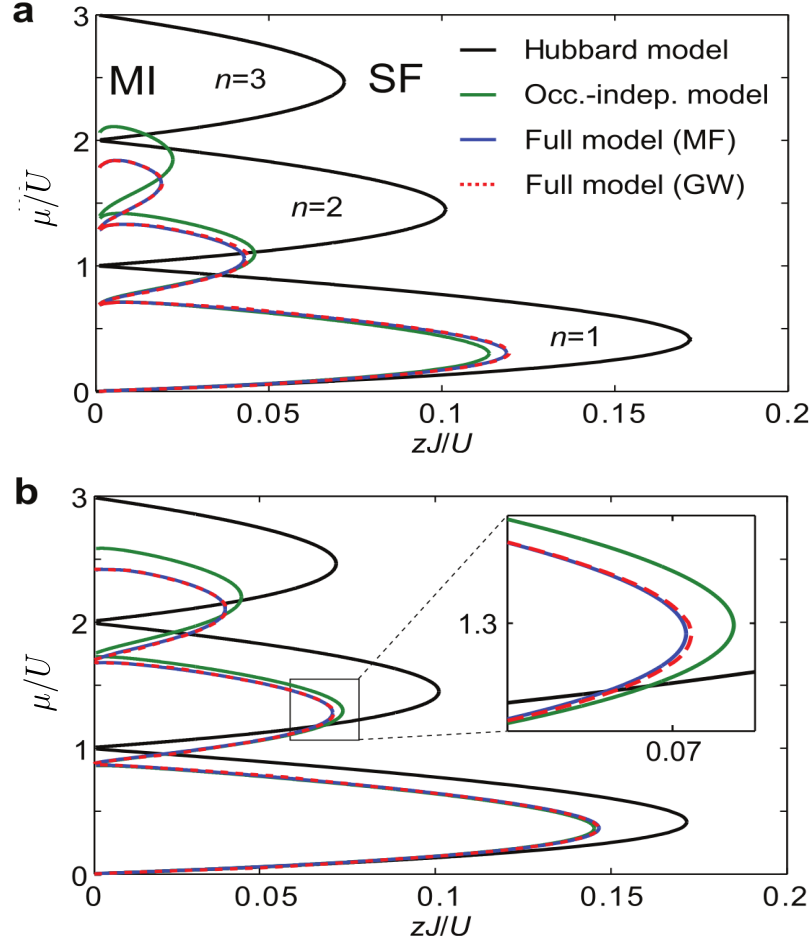 a
3
2
1
0
μ/U
MI
n=3
SF
n=2
n=1
Hubbard model
Occ.-indep. model
Full model (MF)
Full model (GW)
0
0.05
0.1
0.15
0.2
zJ/U
b
3
2
1
0
μ/U
1.3
0.07
0
0.05
0.1
0.15
0.2
zJ/U